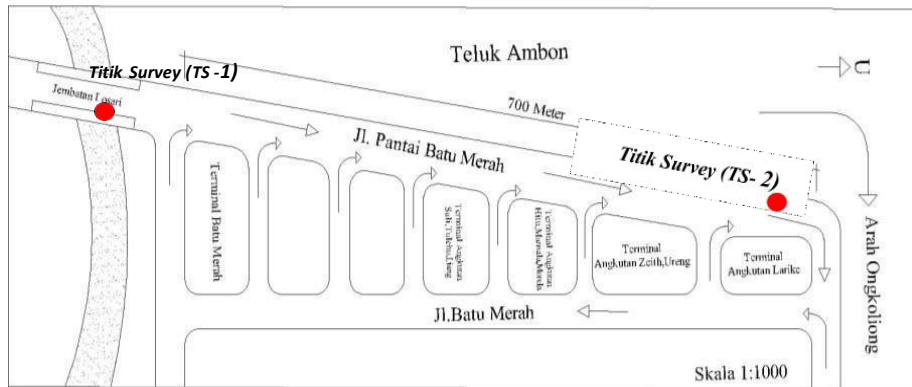 Teluk Ambon
U
Titik Survey (TS -1)
Jembatan Losari
700 Meter
Jl. Pantai Batu Merah
Titik Survey (TS- 2)
Arah Ongkoliong
Terminal Batu Merah
Terminal Angkutan
Terminal Angkutan
Terminal
Angkutan Zeith,Ureng
Terminal
Angkutan Larike
Jl.Batu Merah
Skala 1:1000